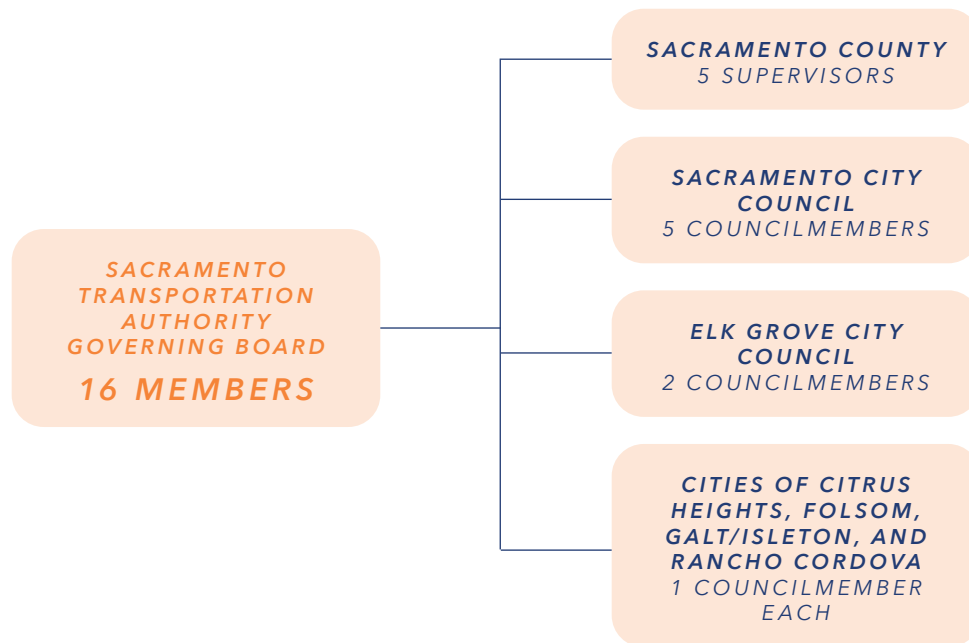 SACRAMENTO
TRANSPORTATION
AUTHORITY
GOVERNING BOARD
16 MEMBERS
SACRAMENTO COUNTY
5 SUPERVISORS
SACRAMENTO CITY
COUNCIL
5 COUNCILMEMBERS
ELK GROVE CITY
COUNCIL
2 COUNCILMEMBERS
CITIES OF CITRUS
HEIGHTS, FOLSOM,
GALT/ISLETON, AND
RANCHO CORDOVA
1 COUNCILMEMBER
EACH